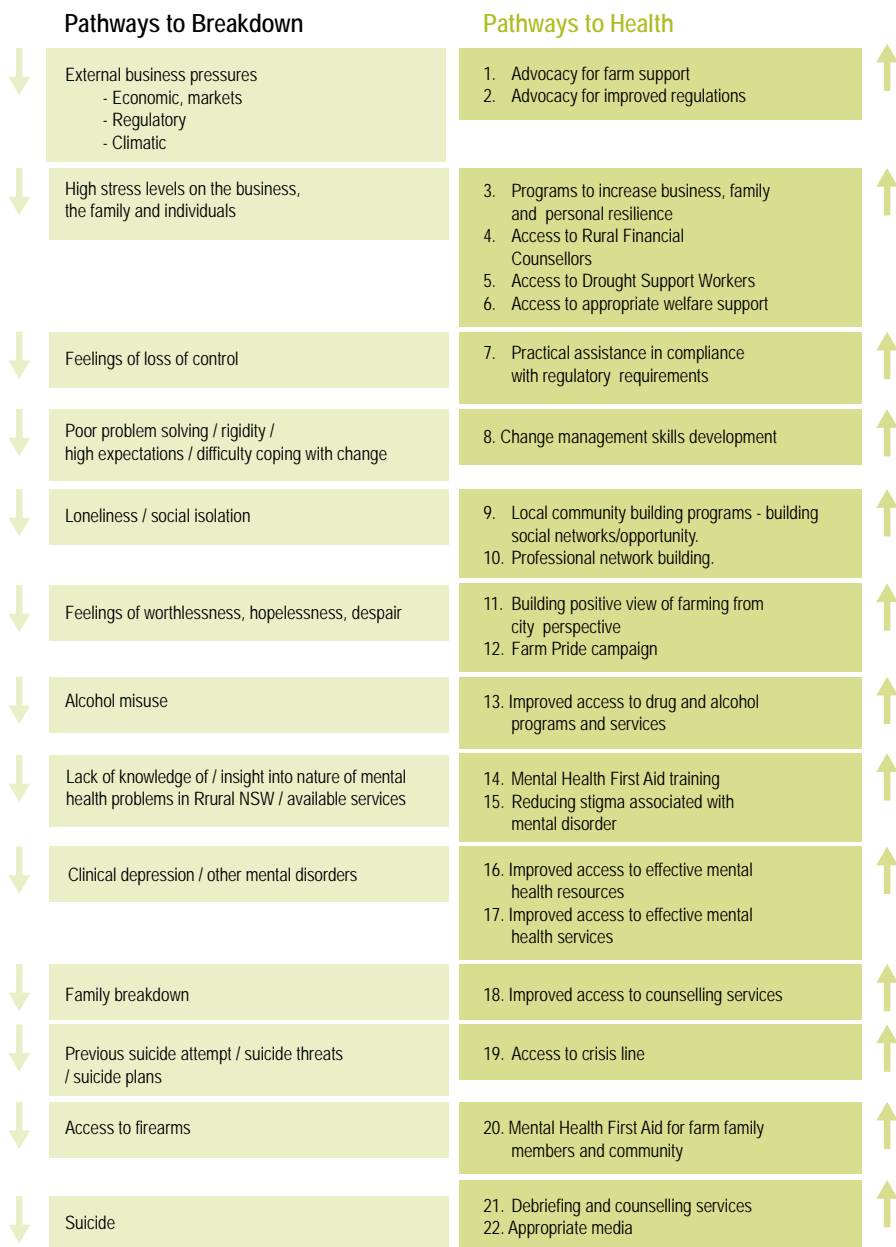 Pathways to Breakdown
Pathways to Health
External business pressures
- Economic, markets
- Regulatory
- Climatic
1. Advocacy for farm support
2. Advocacy for improved regulations
High stress levels on the business,
the family and individuals
3. Programs to increase business, family
and personal resilience
4. Access to Rural Financial
Counsellors
5. Access to Drought Support Workers
6. Access to appropriate welfare support
Feelings of loss of control
7. Practical assistance in compliance
with regulatory requirements
Poor problem solving / rigidity /
high expectations / difficulty coping with change
8. Change management skills development
Loneliness / social isolation
9. Local community building programs - building
social networks/opportunity.
10. Professional network building.
Feelings of worthlessness, hopelessness, despair
11. Building positive view of farming from
city perspective
12. Farm Pride campaign
Alcohol misuse
13. Improved access to drug and alcohol
programs and services
Lack of knowledge of / insight into nature of mental
health problems in Rrural NSW / available services
14. Mental Health First Aid training
15. Reducing stigma associated with
mental disorder
Clinical depression / other mental disorders
16. Improved access to effective mental
health resources
17. Improved access to effective mental
health services
Family breakdown
18. Improved access to counselling services
Previous suicide attempt / suicide threats
/ suicide plans
19. Access to crisis line
Access to firearms
20. Mental Health First Aid for farm family
members and community
Suicide
21. Debriefing and counselling services
22. Appropriate media